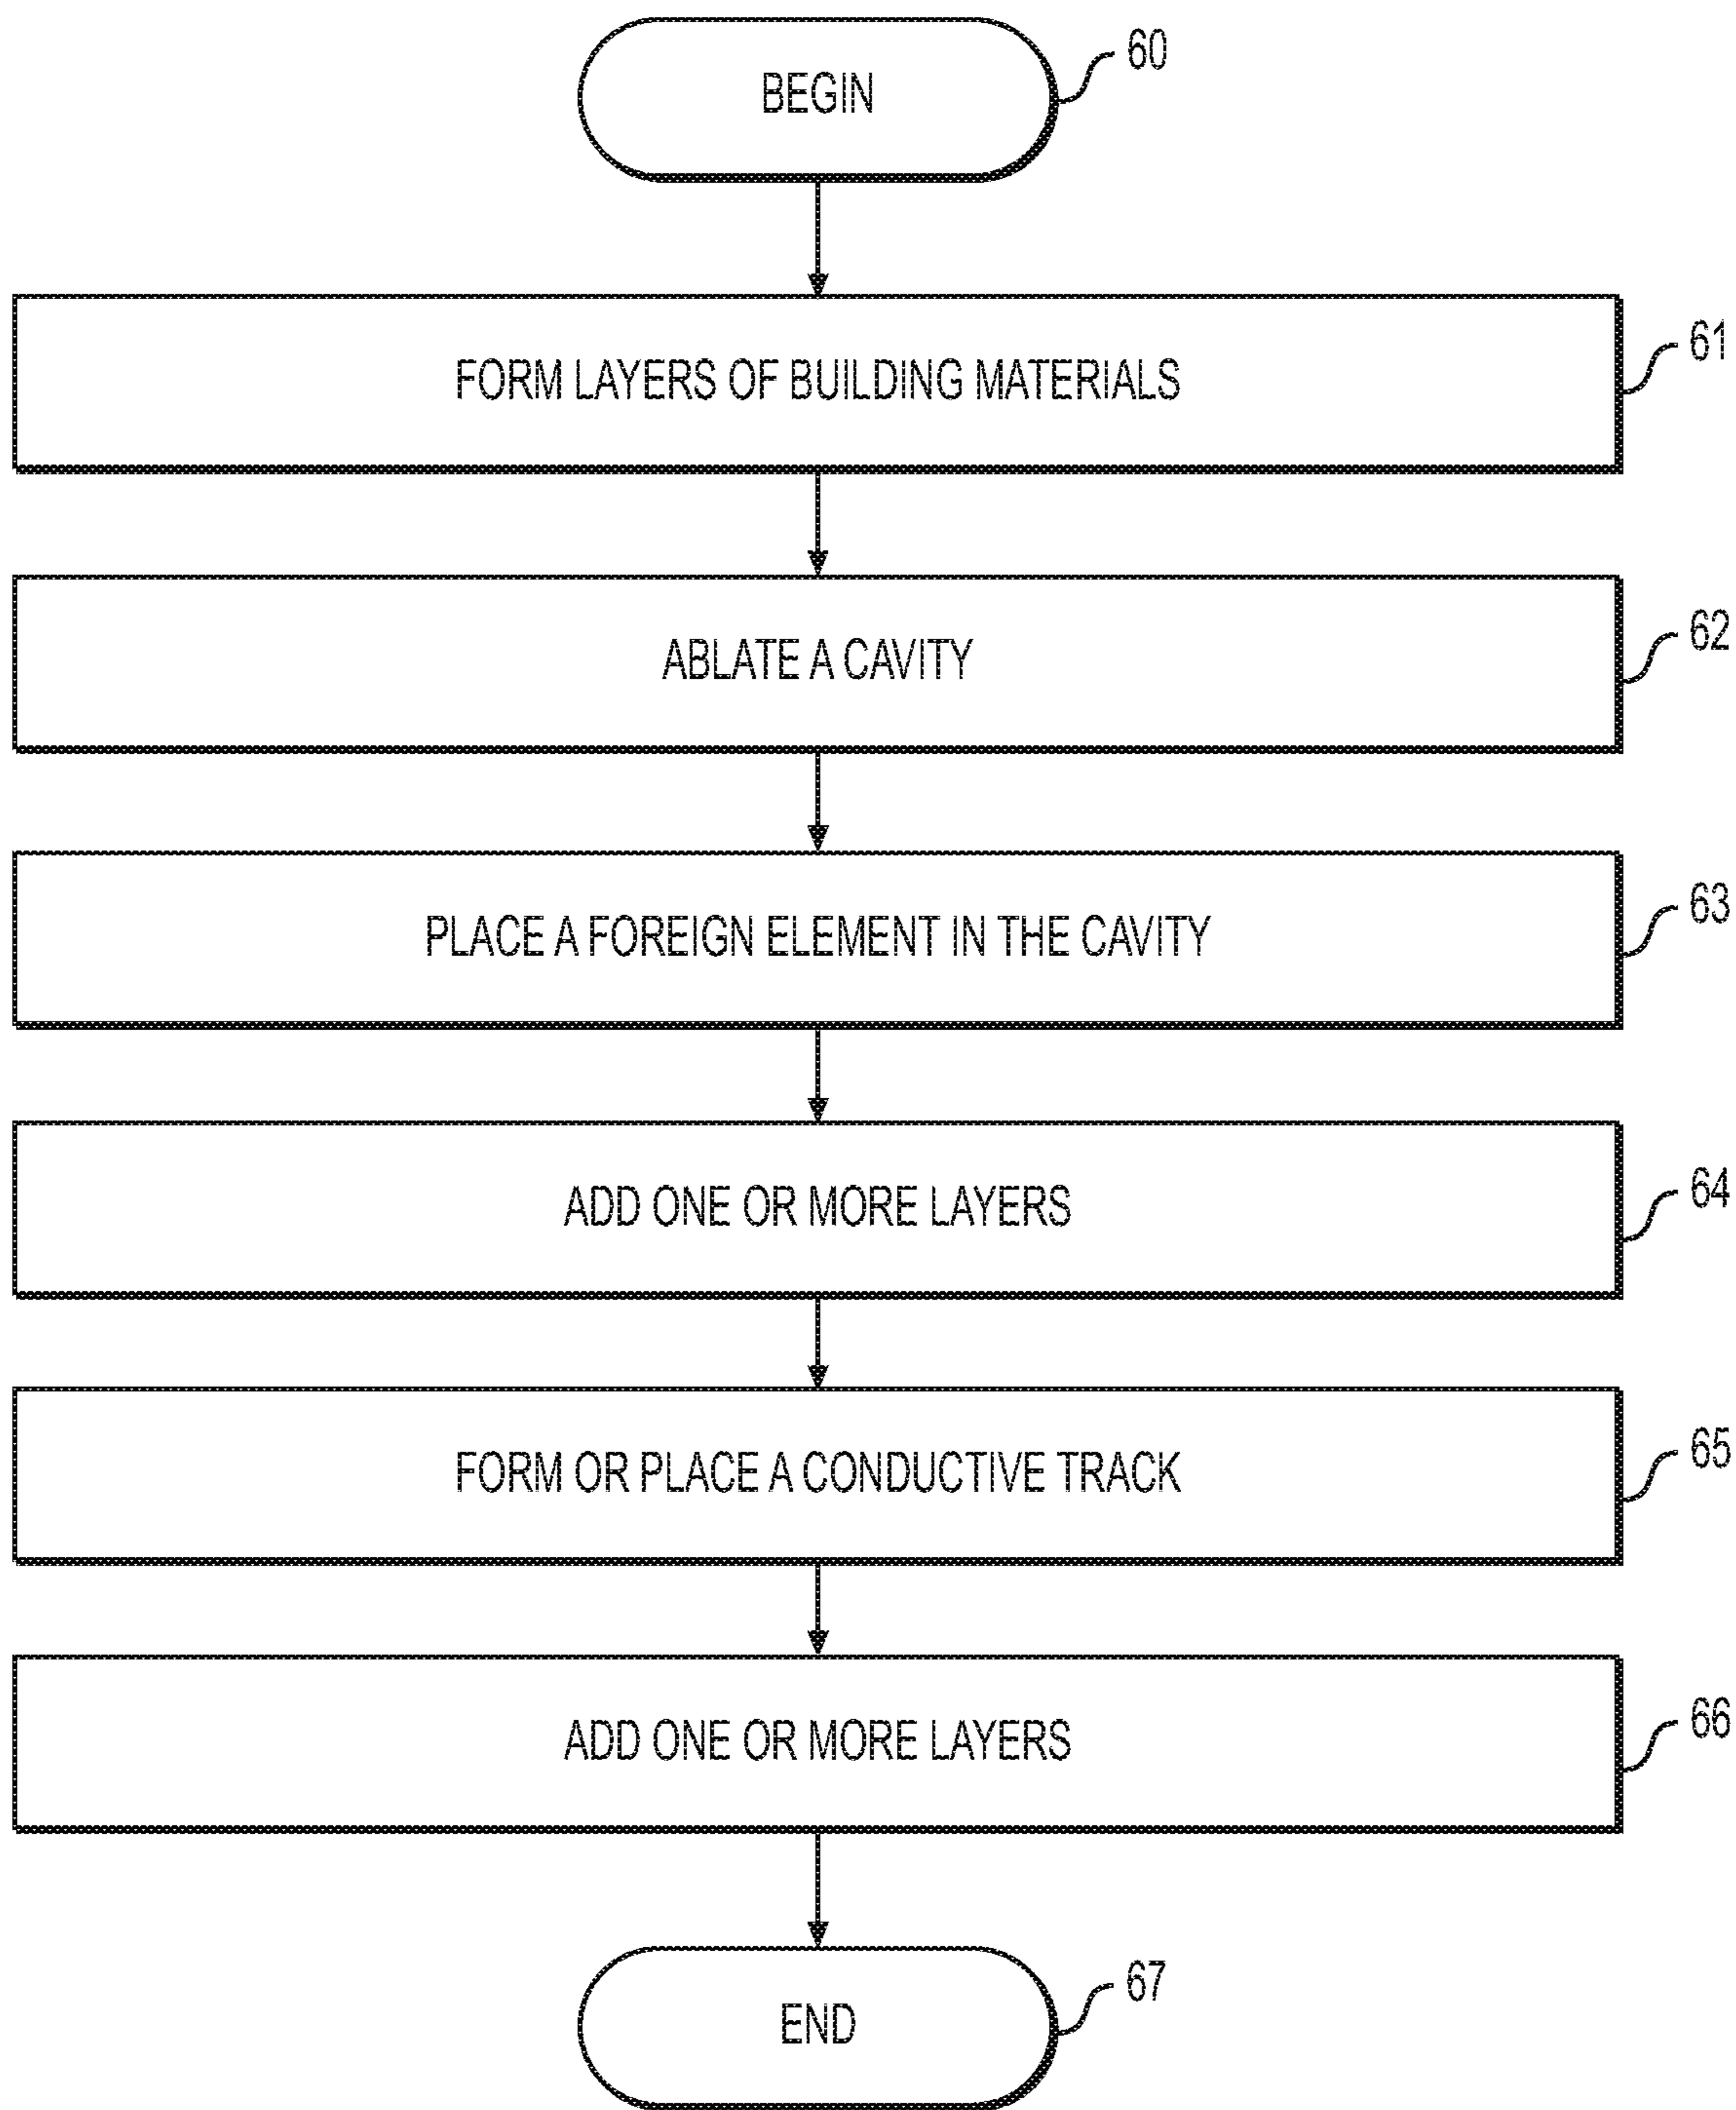 BEGIN
60
FORM LAYERS OF BUILDING MATERIALS
61
ABLATE A CAVITY
62
PLACE A FOREIGN ELEMENT IN THE CAVITY
63
ADD ONE OR MORE LAYERS
64
FORM OR PLACE A CONDUCTIVE TRACK
65
ADD ONE OR MORE LAYERS
66
END
67